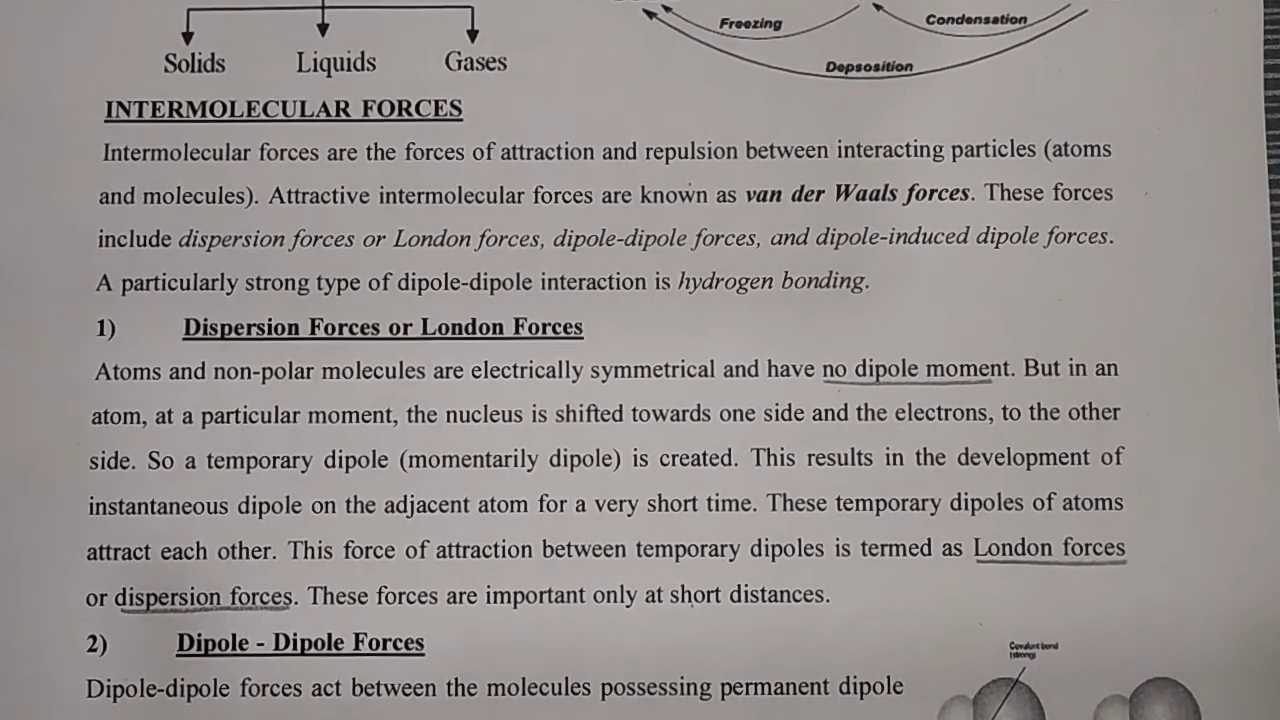 Freezing
Condensation
Solids Liquids Gases
Depsosition
INTERMOLECULAR FORCES
Intermolecular forces are the forces of attraction and repulsion between interacting particles (atoms
and molecules). Attractive intermolecular forces are known as van der Waals forces. These forces
include dispersion forces or London forces, dipole-dipole forces, and dipole-induced dipole forces.
A particularly strong type of dipole-dipole interaction is hydrogen bonding.
1) Dispersion Forces or London Forces
Atoms and non-polar molecules are electrically symmetrical and have no dipole moment. But in an
atom, at a particular moment, the nucleus is shifted towards one side and the electrons, to the other
side. So a temporary dipole (momentarily dipole) is created. This results in the development of
instantaneous dipole on the adjacent atom for a very short time. These temporary dipoles of atoms
attract each other. This force of attraction between temporary dipoles is termed as London forces
or dispersion forces. These forces are important only at short distances.
2) Dipole - Dipole Forces
Covalent bond
(strong)
Dipole-dipole forces act between the molecules possessing permanent dipole